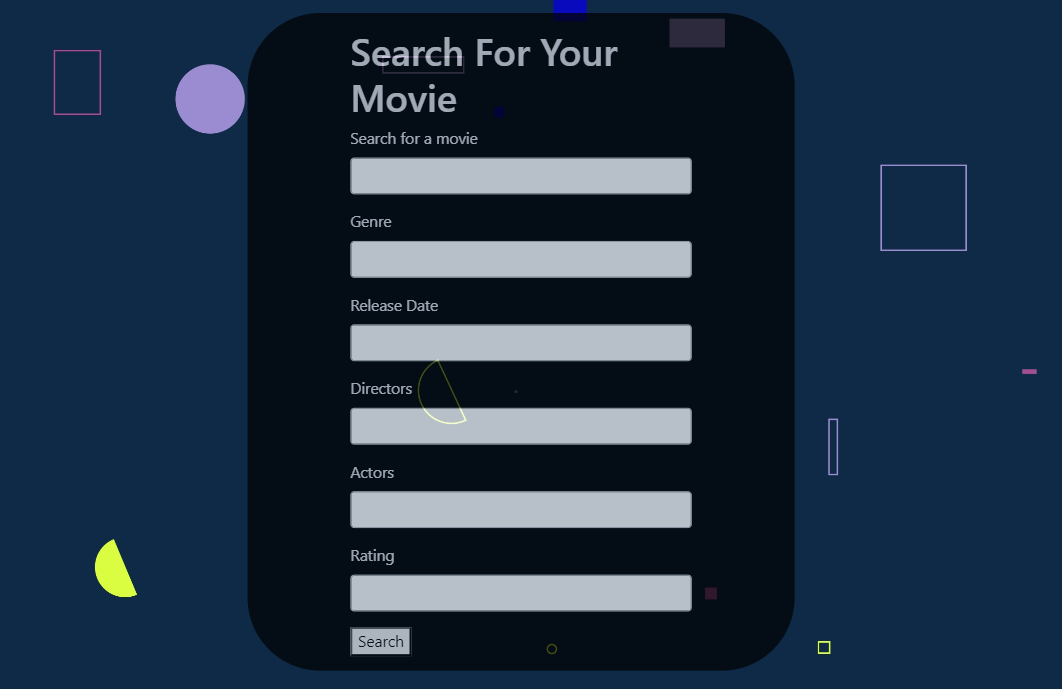 Search For Your
Movie
Search for a movie
Genre
Release Date
Directors
Actors
Rating
Search